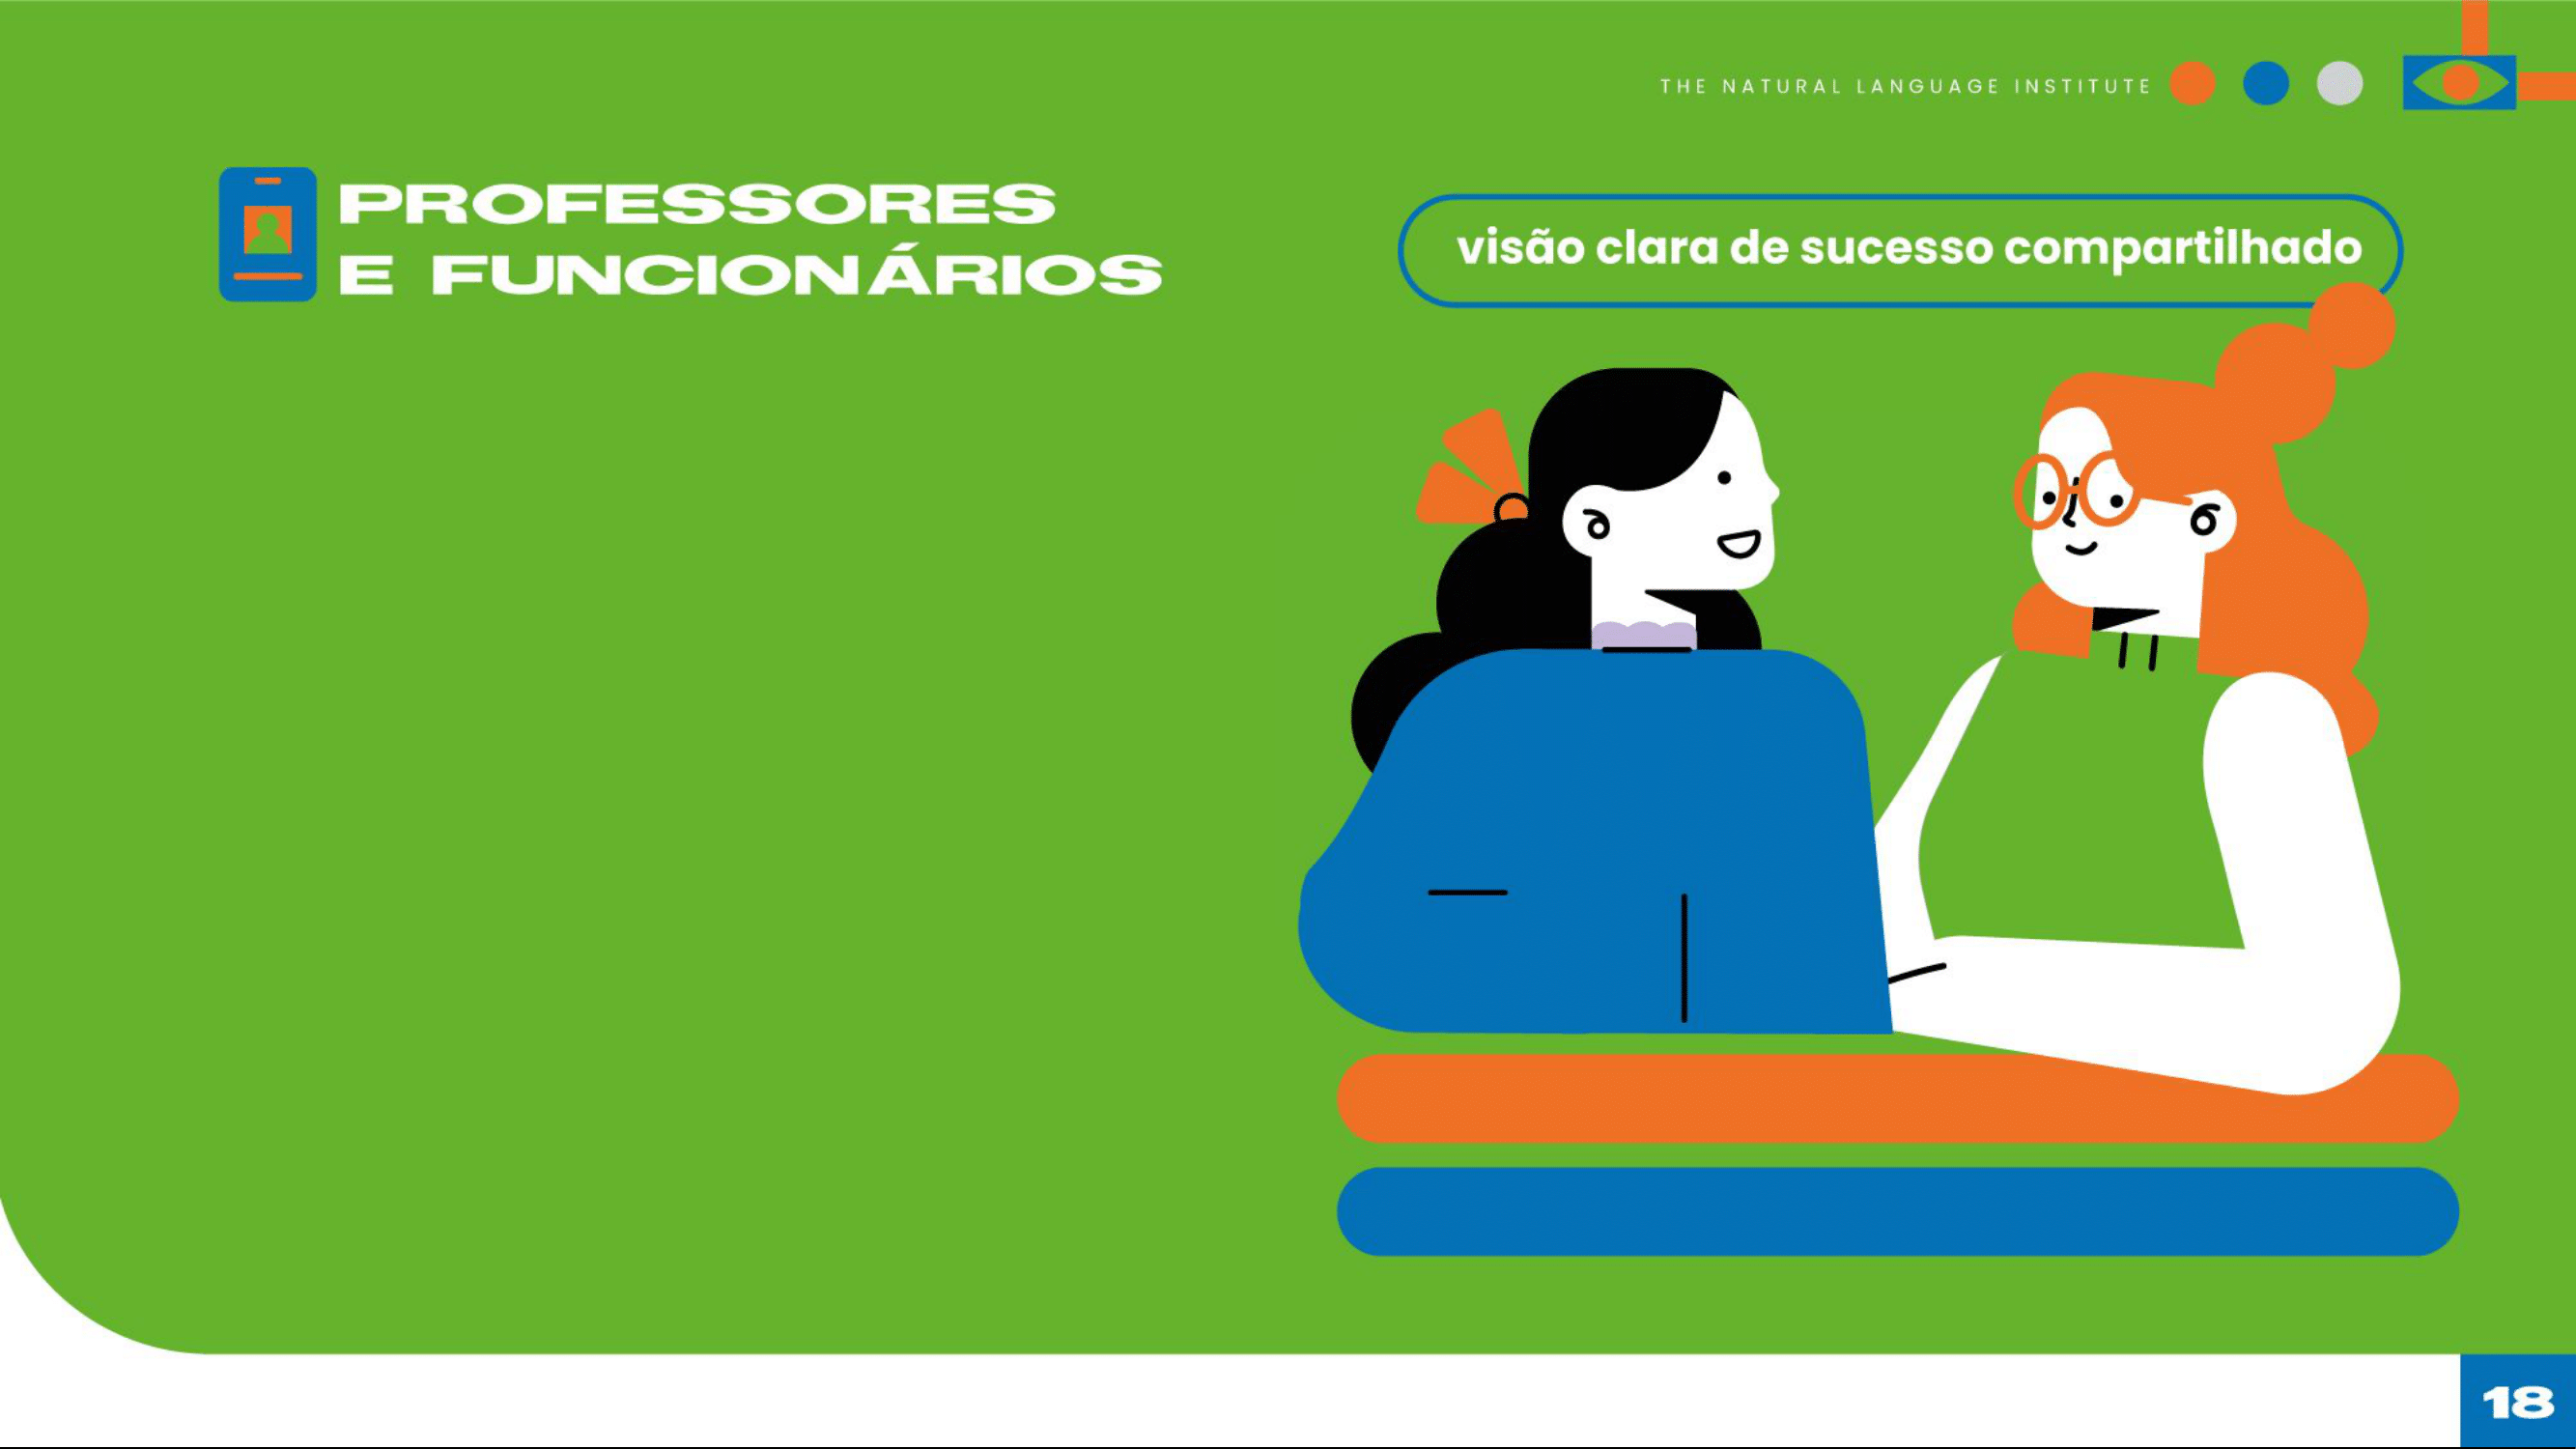 THE NATURAL LANGUAGE INSTITUTE
PROFESSORES
E FUNCIONÁRIOS
visão clara de sucesso compartilhado
18